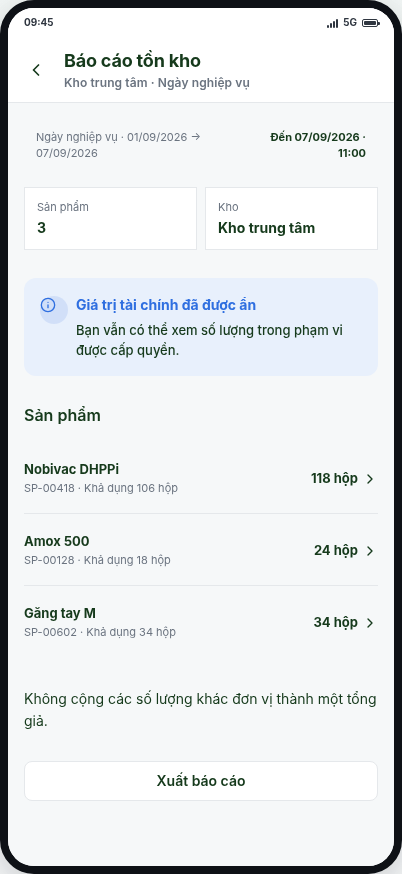 09:45
5G
Báo cáo tồn kho
Kho trung tâm · Ngày nghiệp vụ
Ngày nghiệp vụ · 01/09/2026 →
07/09/2026
Đến 07/09/2026 ·
11:00
Sản phẩm
3
Kho
Kho trung tâm
Giá trị tài chính đã được ẩn
Bạn vẫn có thể xem số lượng trong phạm vi
được cấp quyền.
Sản phẩm
Nobivac DHPPi
SP-00418 · Khả dụng 106 hộp
118 hộp
Amox 500
SP-00128 · Khả dụng 18 hộp
24 hộp
Găng tay M
SP-00602 · Khả dụng 34 hộp
34 hộp
Không cộng các số lượng khác đơn vị thành một tổng
giả.
Xuất báo cáo